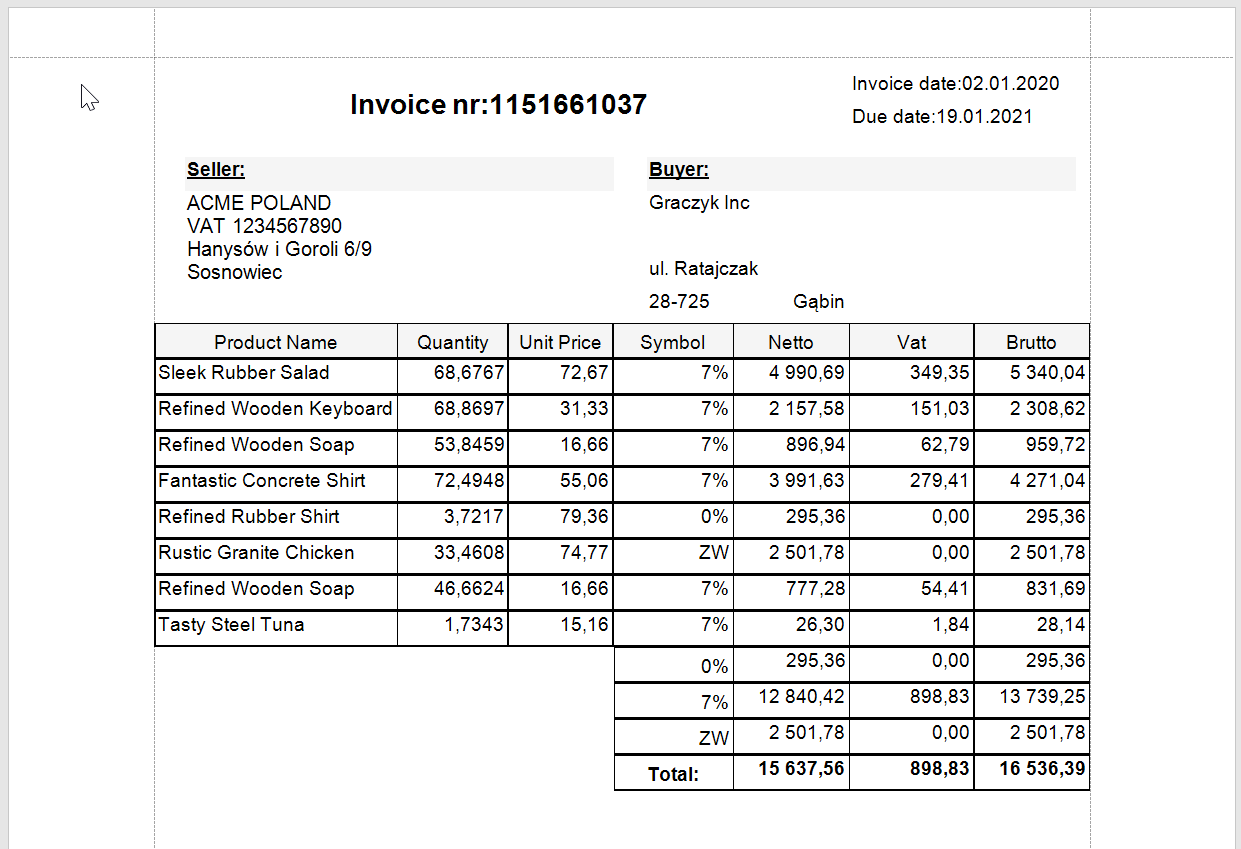 Invoice nr:1151661037
Invoice date:02.01.2020
Due date:19.01.2021
Seller:
ACME POLAND
VAT 1234567890
Hanysów i Goroli 6/9
Sosnowiec
Buyer:
Graczyk Inc
ul. Ratajczak
28-725 Gąbin
Product Name Quantity Unit Price Symbol Netto Vat Brutto
Sleek Rubber Salad 68,6767 72,67 7% 4 990,69 349,35 5 340,04
Refined Wooden Keyboard 68,8697 31,33 7% 2 157,58 151,03 2 308,62
Refined Wooden Soap 53,8459 16,66 7% 896,94 62,79 959,72
Fantastic Concrete Shirt 72,4948 55,06 7% 3 991,63 279,41 4 271,04
Refined Rubber Shirt 3,7217 79,36 0% 295,36 0,00 295,36
Rustic Granite Chicken 33,4608 74,77 ZW 2 501,78 0,00 2 501,78
Refined Wooden Soap 46,6624 16,66 7% 777,28 54,41 831,69
Tasty Steel Tuna 1,7343 15,16 7% 26,30 1,84 28,14
0% 295,36 0,00 295,36
7% 12 840,42 898,83 13 739,25
ZW 2 501,78 0,00 2 501,78
Total: 15 637,56 898,83 16 536,39